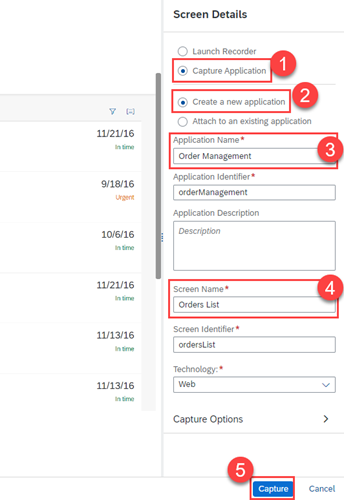 Screen Details
Launch Recorder
Capture Application
1
Create a new application
2
Attach to an existing application
Application Name*
Order Management
3
Application Identifier*
orderManagement
Application Description
Description
Screen Name*
Orders List
4
Screen Identifier*
ordersList
Technology:*
Web
Capture Options
5
Capture
Cancel
11/21/16
In time
9/18/16
Urgent
10/6/16
In time
11/21/16
In time
11/13/16
In time
11/13/16
In time